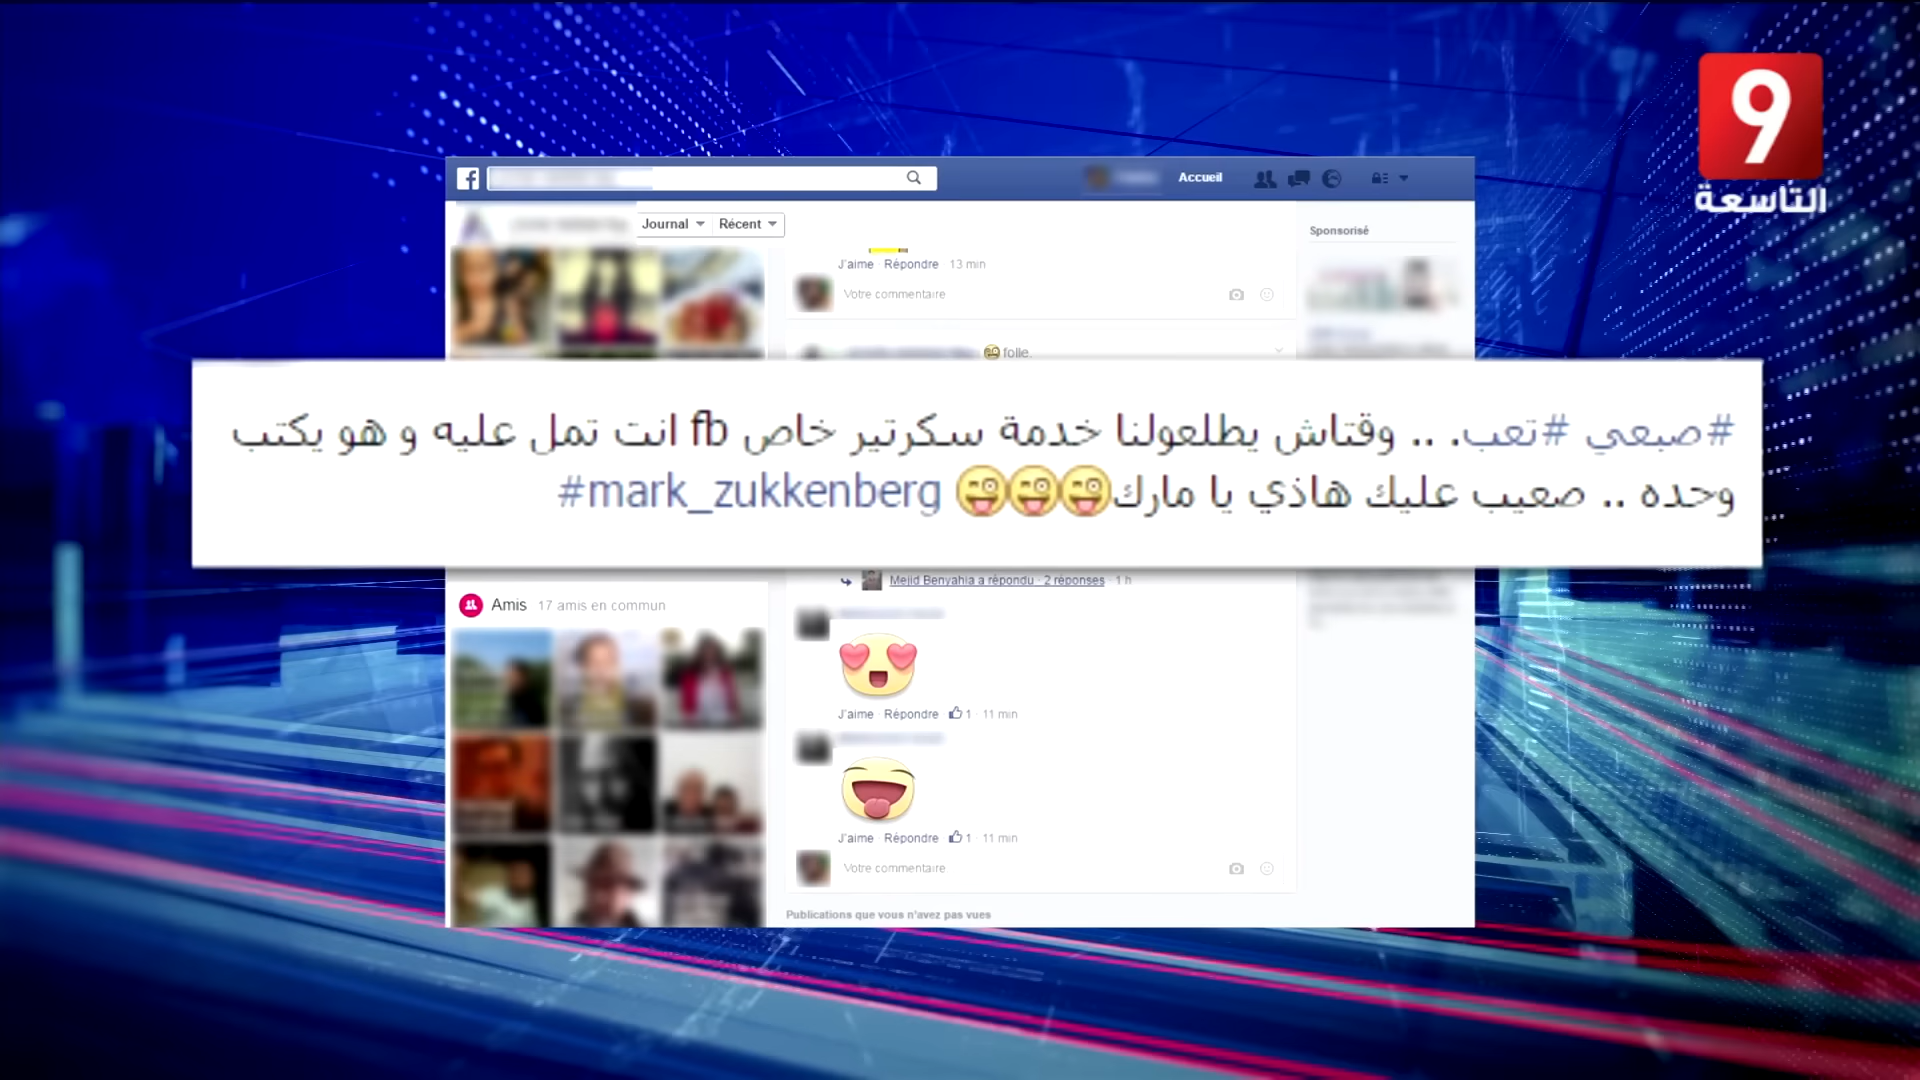 9
التاسعة
Accueil
Journal Récent
Sponsorisé
J'aime · Répondre · 13 min
Votre commentaire
folle.
#صبعي #تعب. .. وقتاش يطلعولنا خدمة سكرتير خاص fb انت تمل عليه و هو يكتب
وحده .. صعيب عليك هاذي يا مارك😜😜😜 #mark_zukkenberg
Mejid Benyahia a répondu · 2 réponses · 1 h
Amis 17 amis en commun
J'aime · Répondre · 1 · 11 min
J'aime · Répondre · 1 · 11 min
Votre commentaire
Publications que vous n'avez pas vues